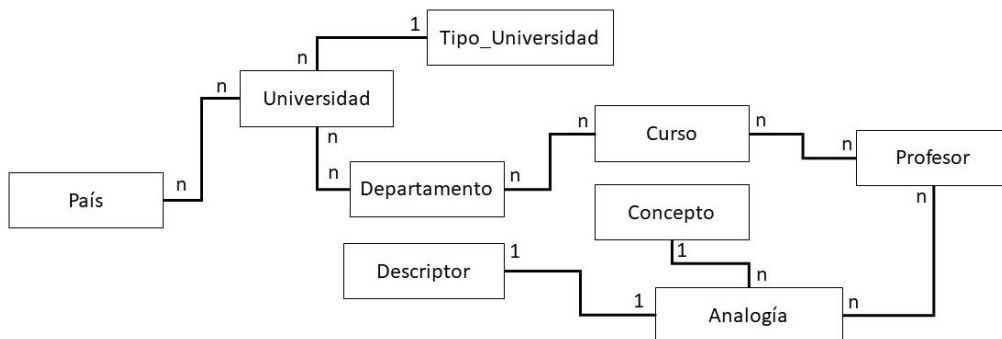 1
Tipo_Universidad
n
n
Universidad
n
n
n
Curso
n
n
Profesor
n
n
Departamento
n
n
País
Concepto
1
Descriptor
1
n
1
Analogía
n